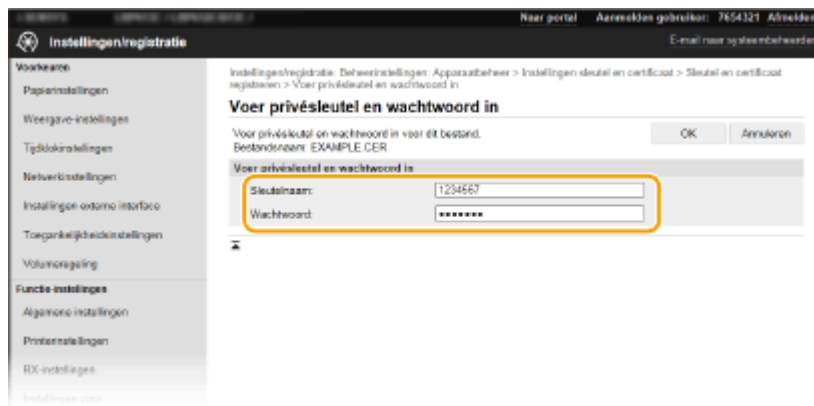 Naar portal Aanmelden gebruiker: 7654321 Afmelden
Instellingen/registratie
E-mail naar systeembeheerder
Voorkeuren
Papierinstellingen
Weergave-instellingen
Tijdklokinstellingen
Netwerkinstellingen
Instellingen externe interface
Toegankelijkheidsinstellingen
Volumeregeling
Functie-instellingen
Algemene instellingen
Printerinstellingen
RX-instellingen
Instellingen voor
Instellingen/registratie: Beheerinstellingen: Apparaatbeheer > Instellingen sleutel en certificaat > Sleutel en certificaat
registreren > Voer privésleutel en wachtwoord in
Voer privésleutel en wachtwoord in
Voer privésleutel en wachtwoord in voor dit bestand.
Bestandsnaam: EXAMPLE.CER
OK Annuleren
Voer privésleutel en wachtwoord in
Sleutelnaam: 1234567
Wachtwoord: •••••••